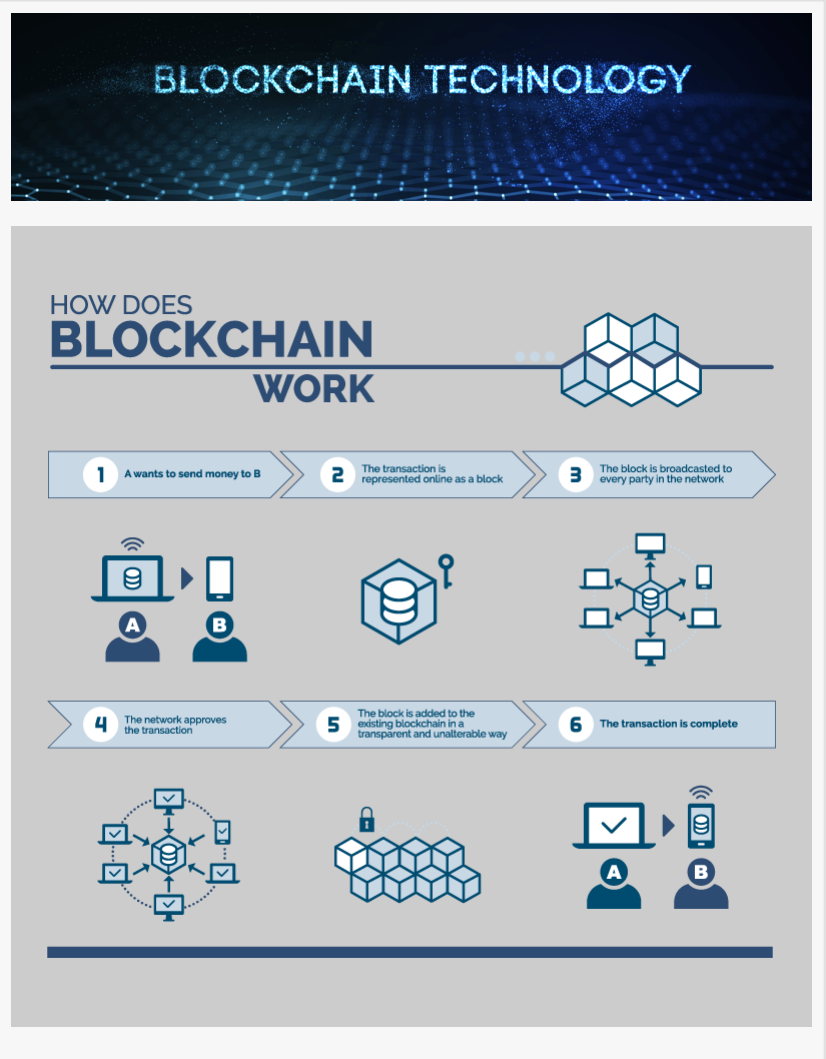 BLOCKCHAIN TECHNOLOGY
HOW DOES
BLOCKCHAIN
WORK
1
A wants to send money to B
2
The transaction is
represented online as a block
3
The block is broadcasted to
every party in the network
A
B
4
The network approves
the transaction
5
The block is added to the
existing blockchain in a
transparent and unalterable way
6
The transaction is complete
A
B